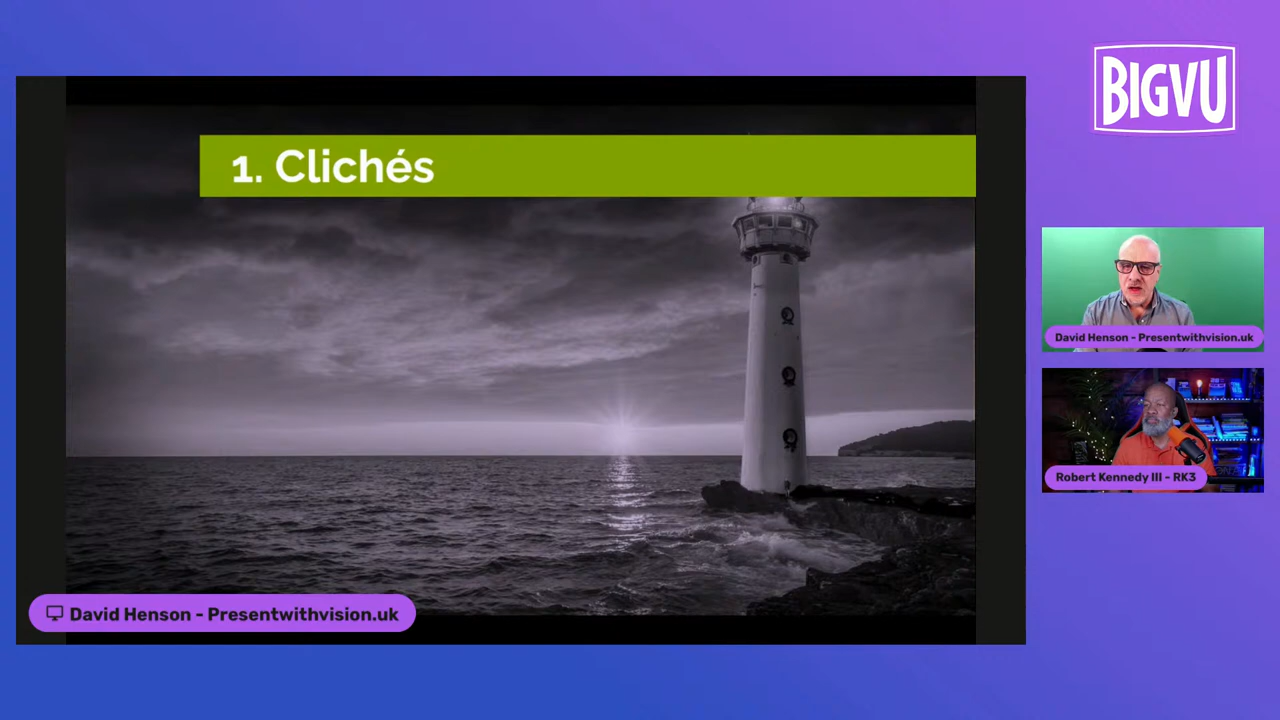 1. Clichés
BIGVU
David Henson - Presentwithvision.uk
Robert Kennedy III - RK3
David Henson - Presentwithvision.uk